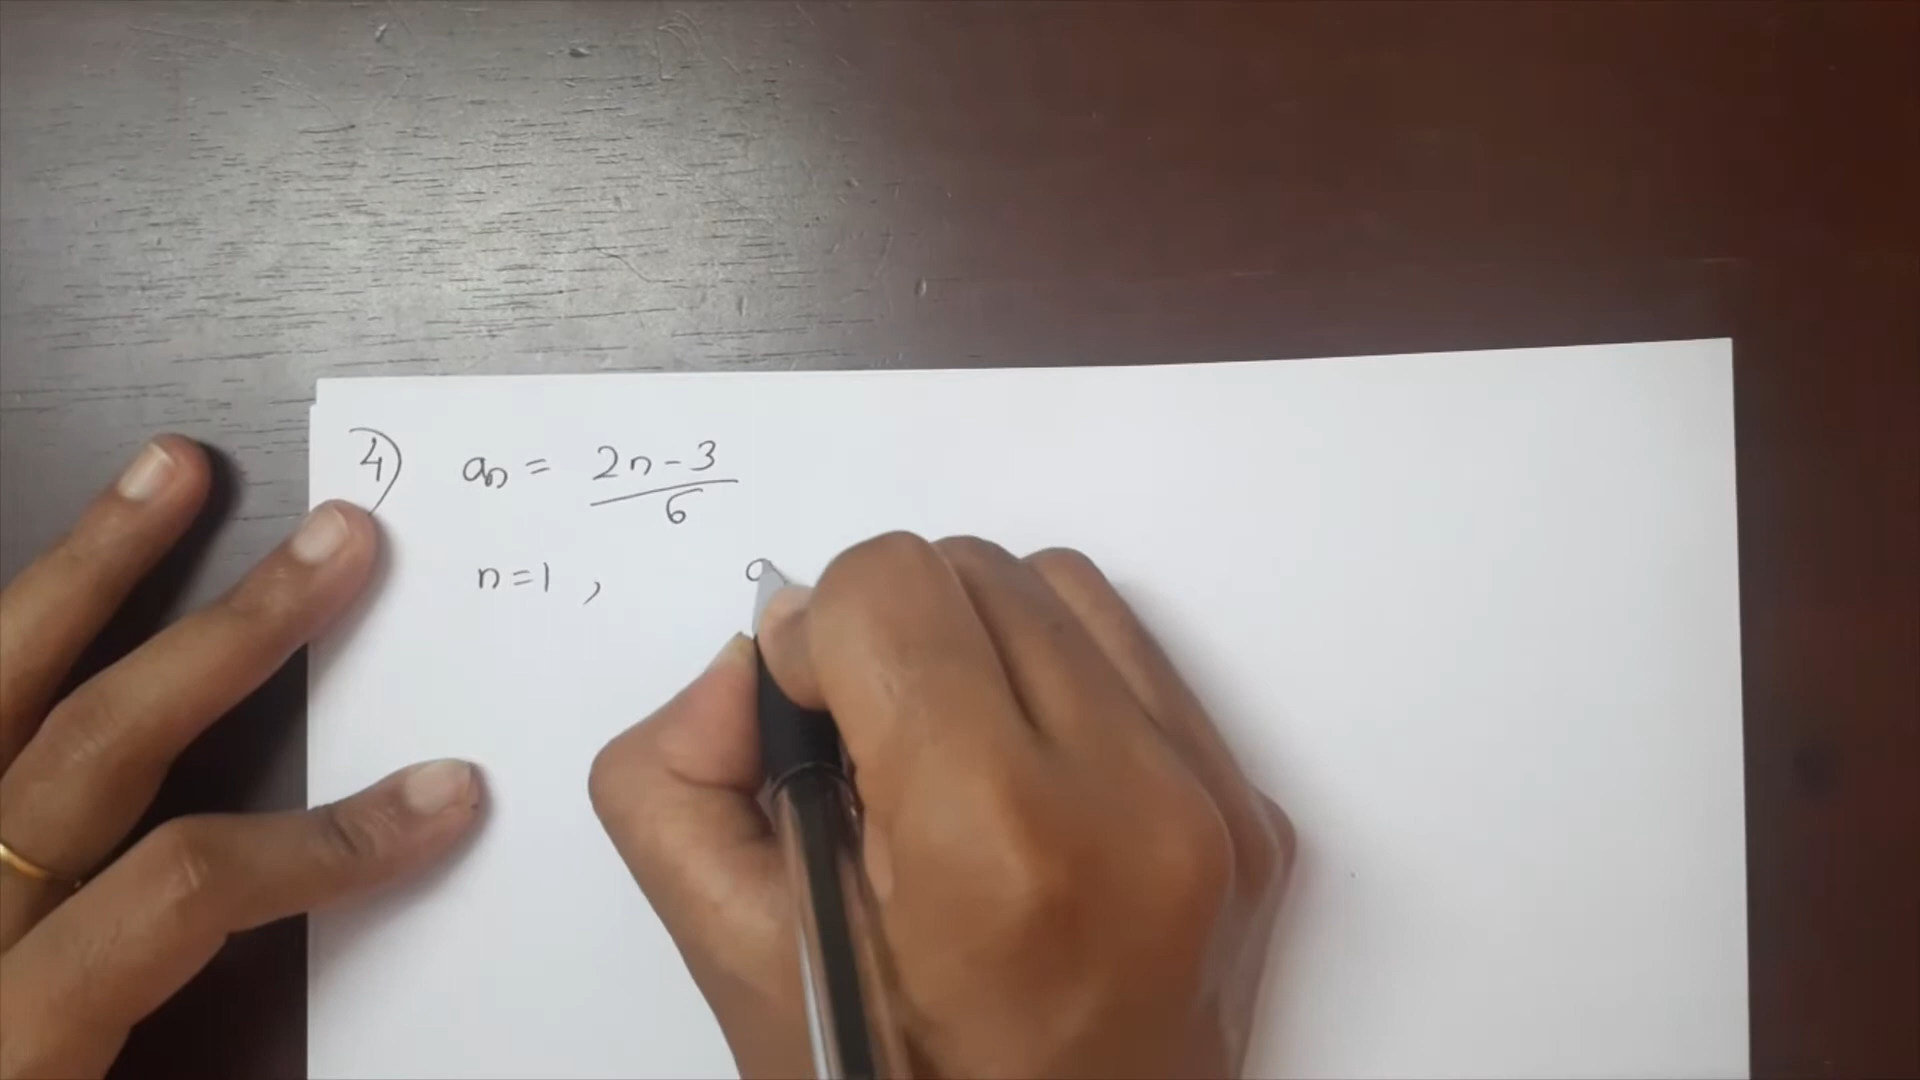 4) aₙ = 2n-3
6
n=1 , a